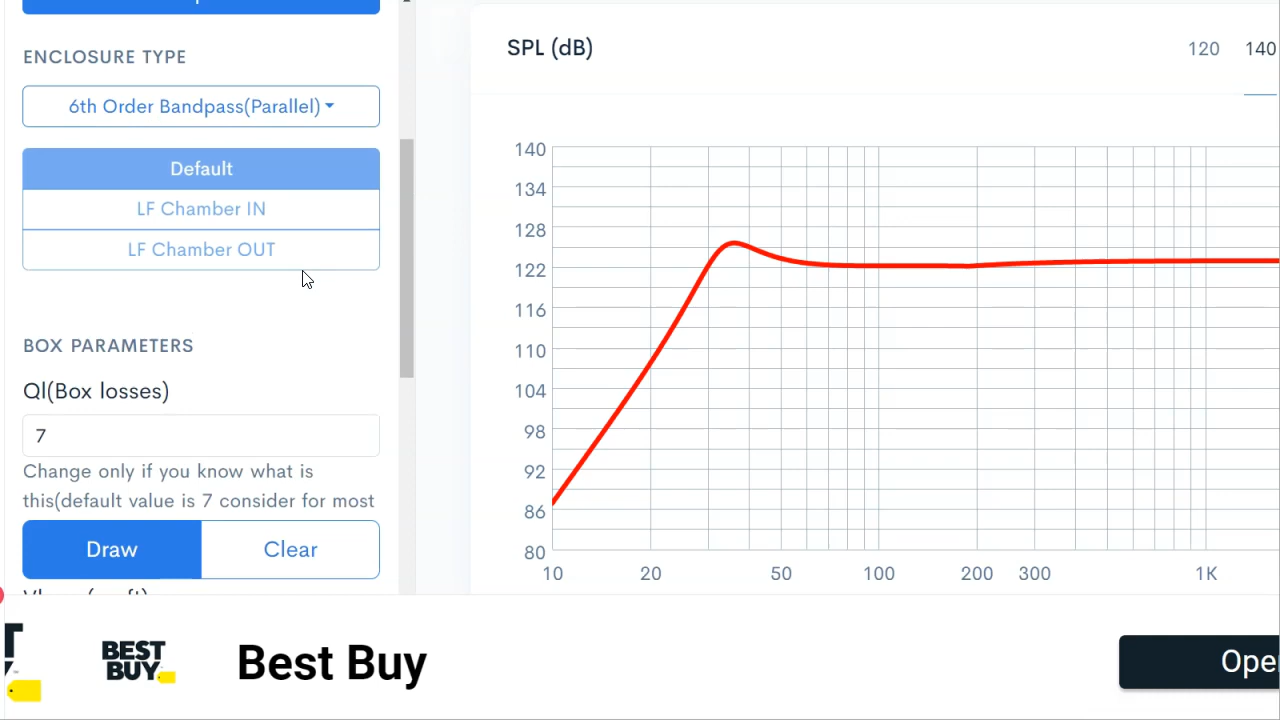 ENCLOSURE TYPE
6th Order Bandpass(Parallel)
Default
LF Chamber IN
LF Chamber OUT
BOX PARAMETERS
Ql(Box losses)
7
Change only if you know what is
this(default value is 7 consider for most
Draw
Clear
SPL (dB)
120
140
140
134
128
122
116
110
104
98
92
86
80
10
20
50
100
200
300
1K
BEST
BUY
Best Buy